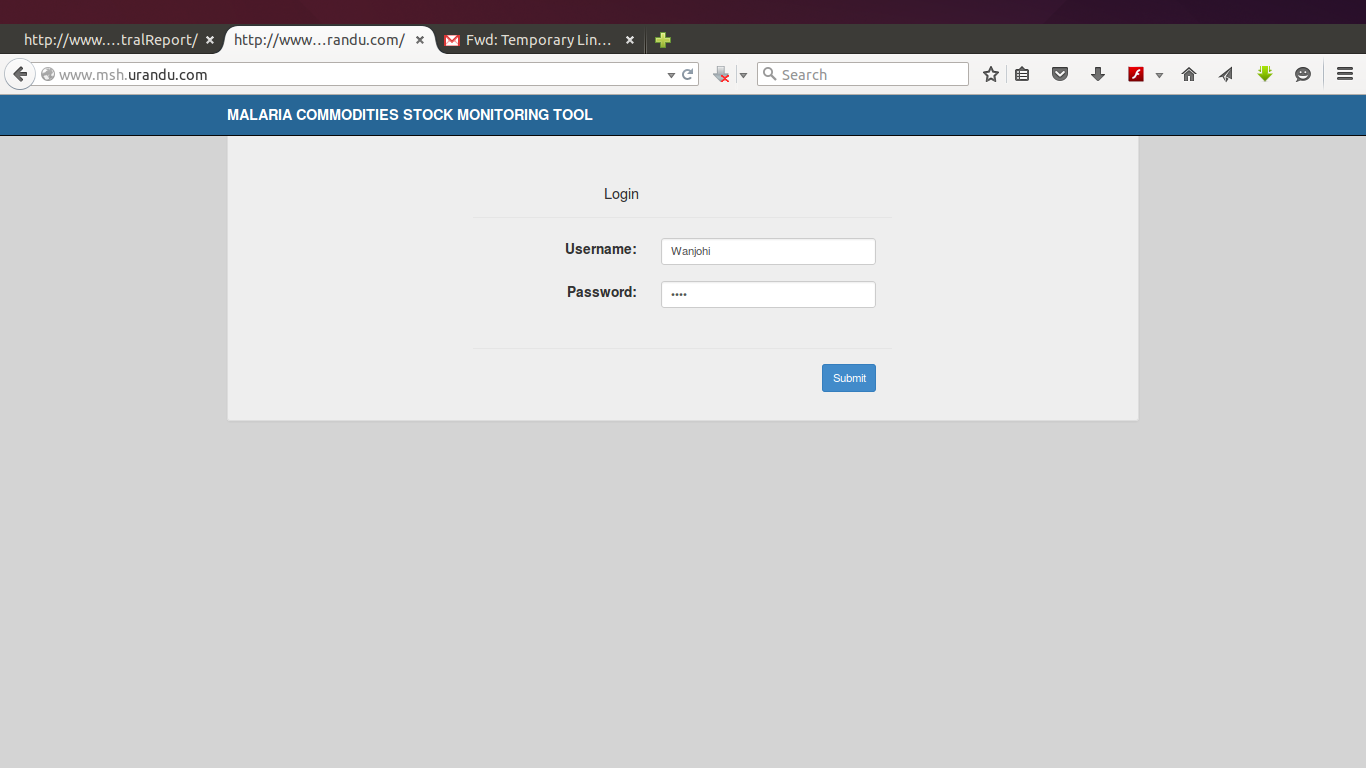 http://www.…tralReport/
http://www…randu.com/
Fwd: Temporary Lin…
www.msh.urandu.com
Search
MALARIA COMMODITIES STOCK MONITORING TOOL
Login
Username:
Wanjohi
Password:
••••
Submit